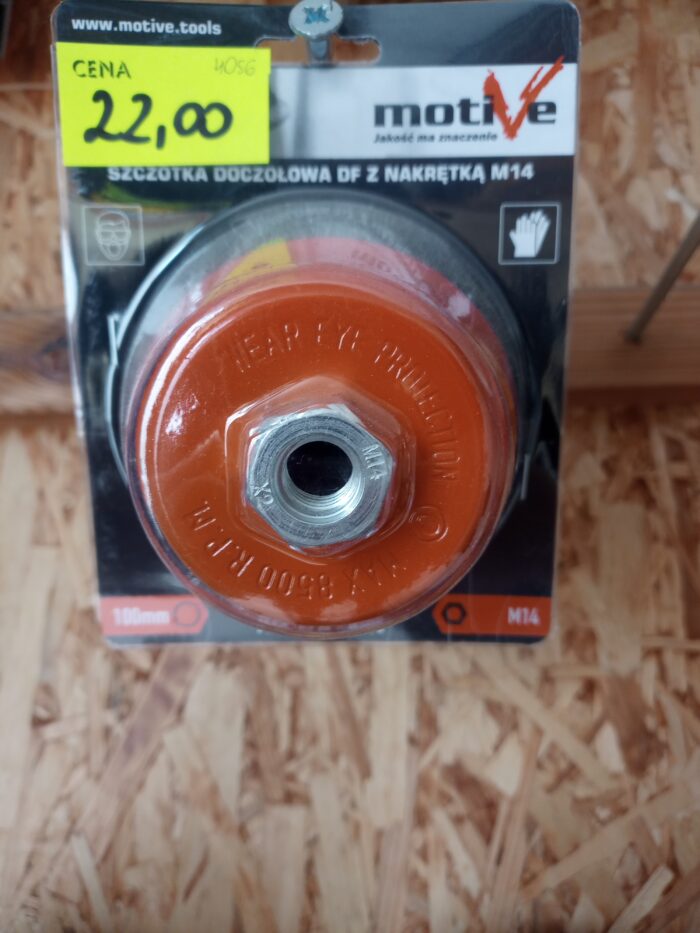 www.motive.tools
CENA 4056
22,00
motive
Jakość ma znaczenie
SZCZOTKA DOCZOŁOWA DF Z NAKRĘTKĄ M14
WEAR EYE PROTECTION
M14
MAX 8500 R.P.M.
100mm
M14